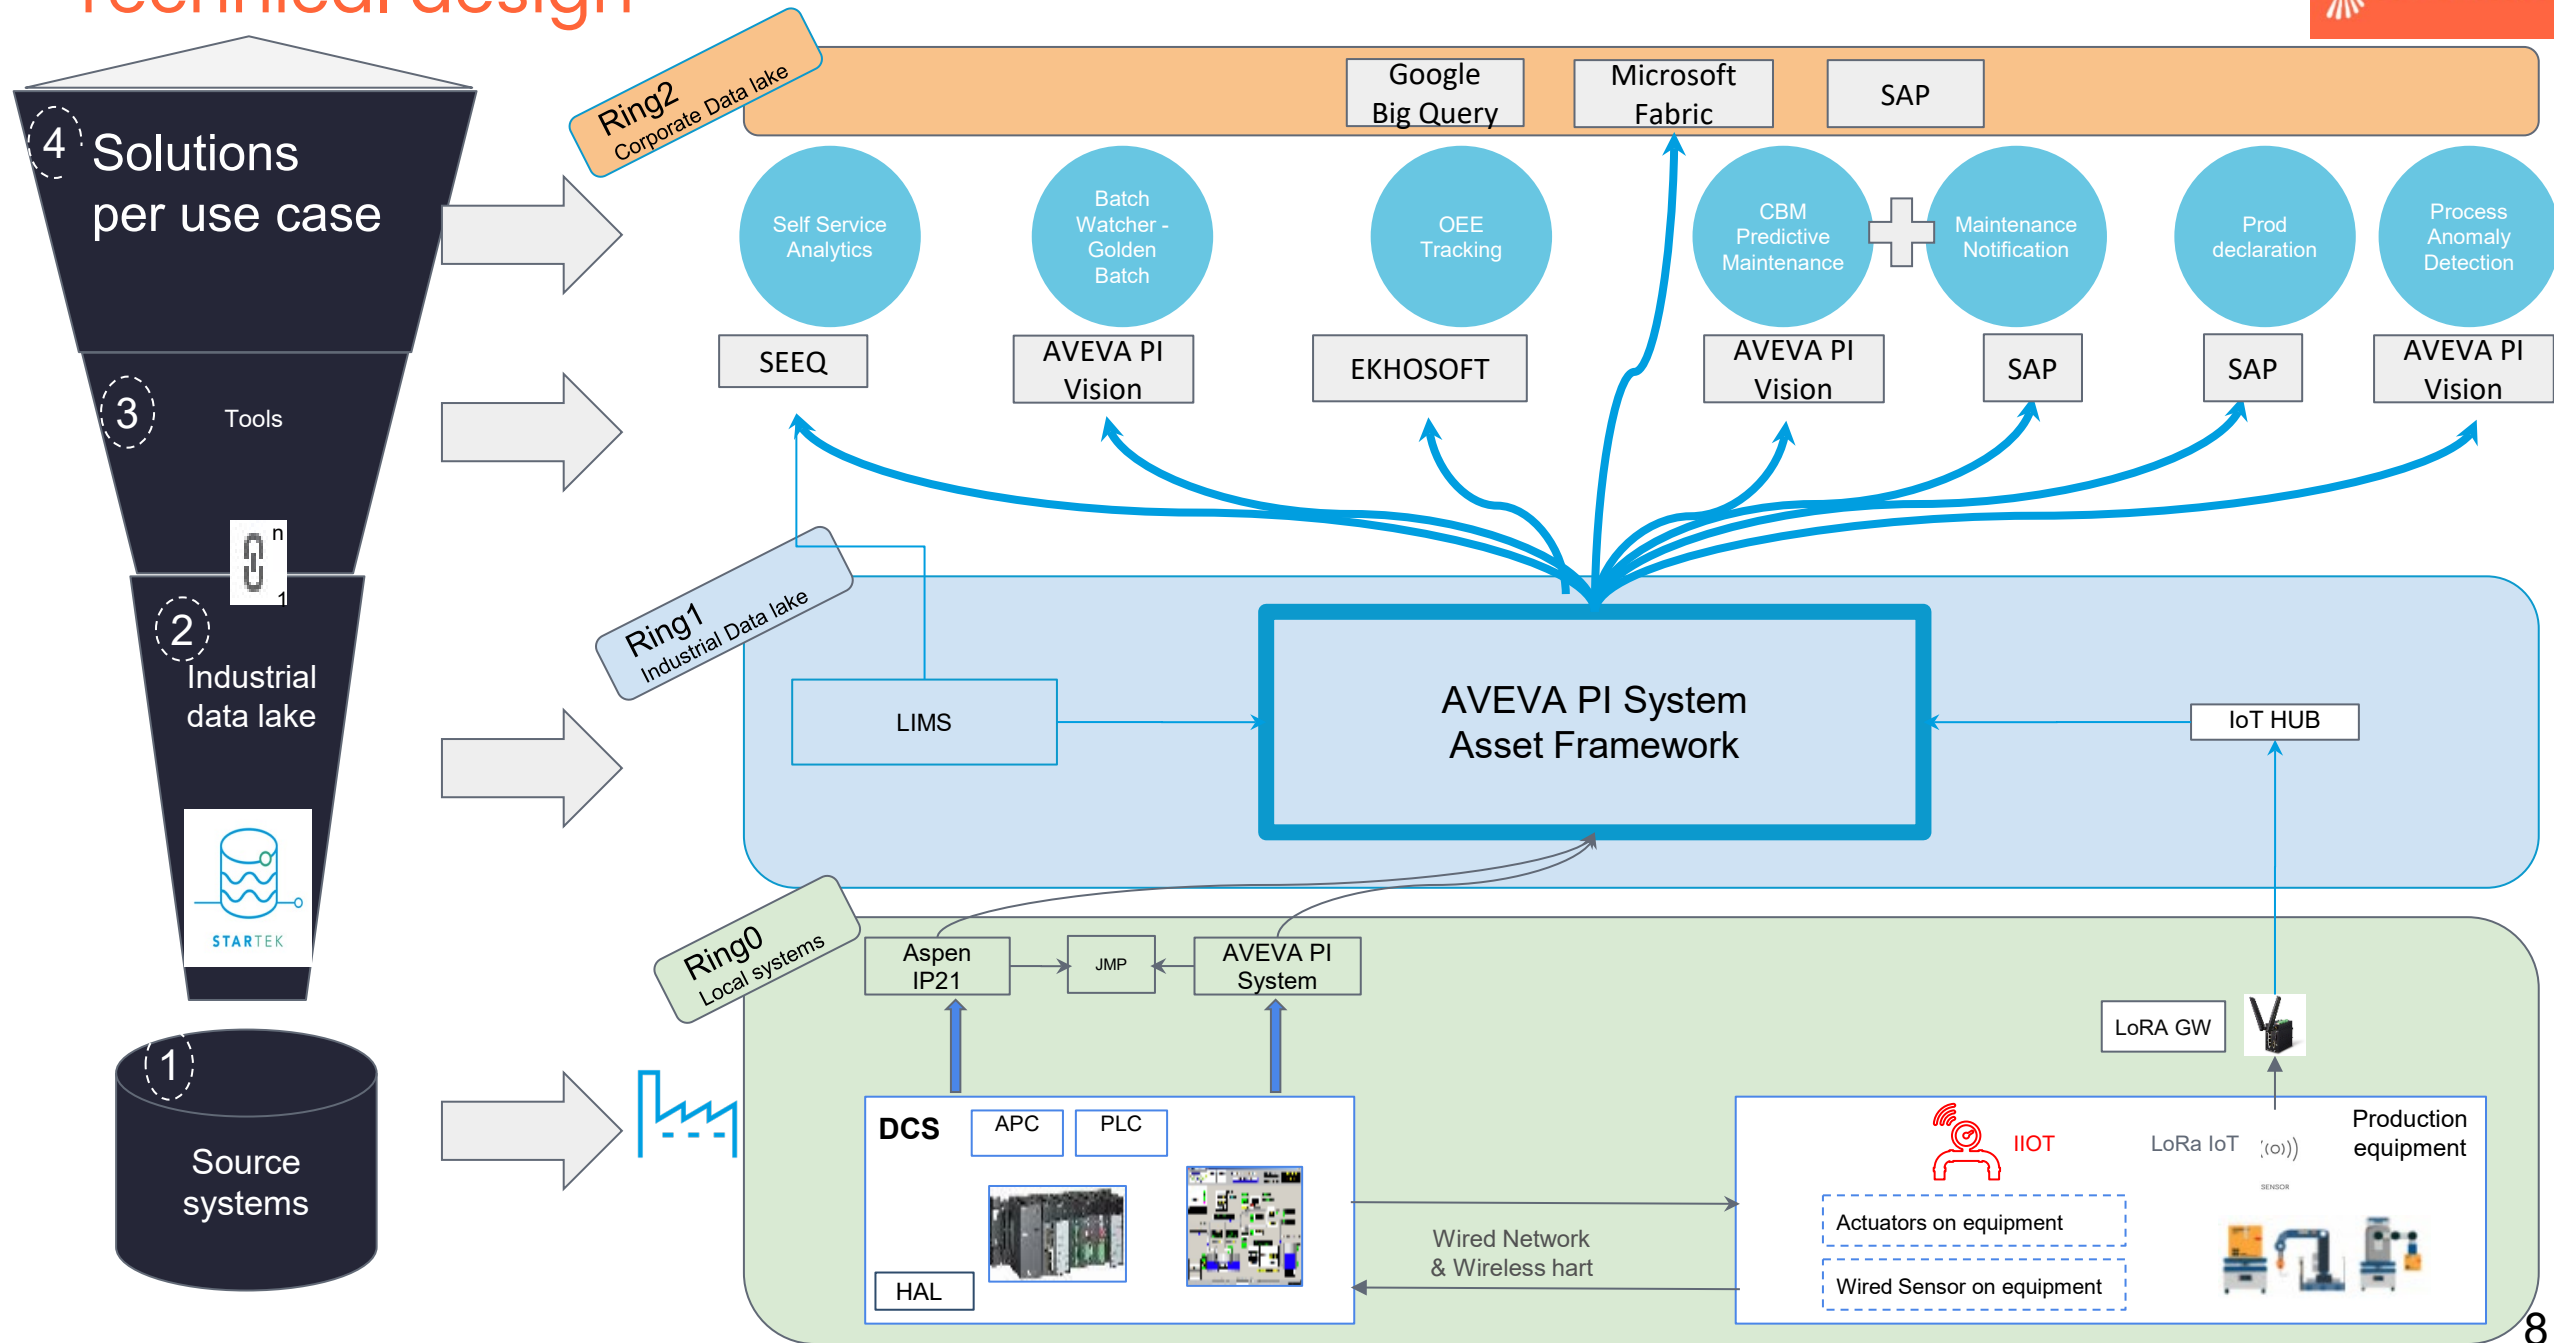 Technical design
4
Solutions
per use case
3
Tools
n
1
2
Industrial
data lake
STARTEK
1
Source
systems
Ring2
Corporate Data lake
Google
Big Query
Microsoft
Fabric
SAP
Self Service
Analytics
Batch
Watcher -
Golden
Batch
OEE
Tracking
CBM
Predictive
Maintenance
Maintenance
Notification
Prod
declaration
Process
Anomaly
Detection
SEEQ
AVEVA PI
Vision
EKHOSOFT
AVEVA PI
Vision
SAP
SAP
AVEVA PI
Vision
Ring1
Industrial Data lake
LIMS
AVEVA PI System
Asset Framework
IoT HUB
Ring0
Local systems
Aspen
IP21
JMP
AVEVA PI
System
LoRA GW
DCS
APC
PLC
HAL
Wired Network
& Wireless hart
IIOT
LoRa IoT
((o))
SENSOR
Production
equipment
Actuators on equipment
Wired Sensor on equipment
8